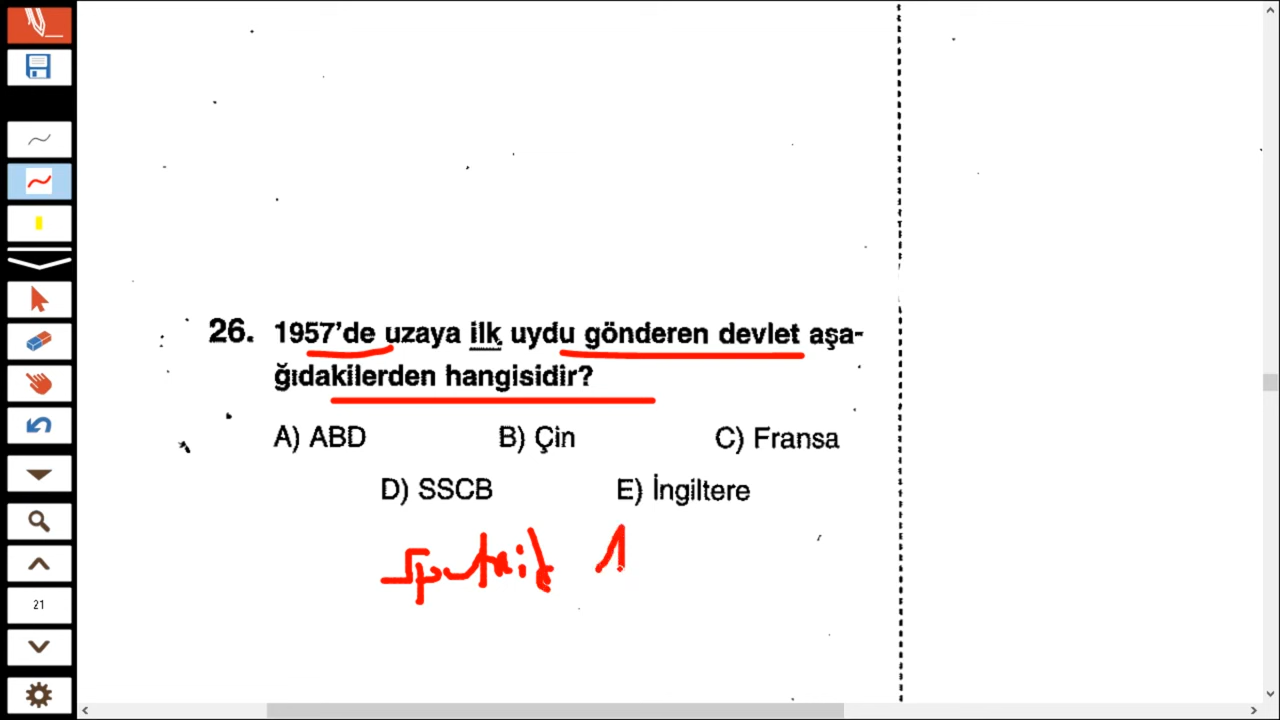 26. 1957'de uzaya ilk uydu gönderen devlet aşa-
ğıdakilerden hangisidir?
A) ABD B) Çin C) Fransa
D) SSCB E) İngiltere
Sputnik 1
21